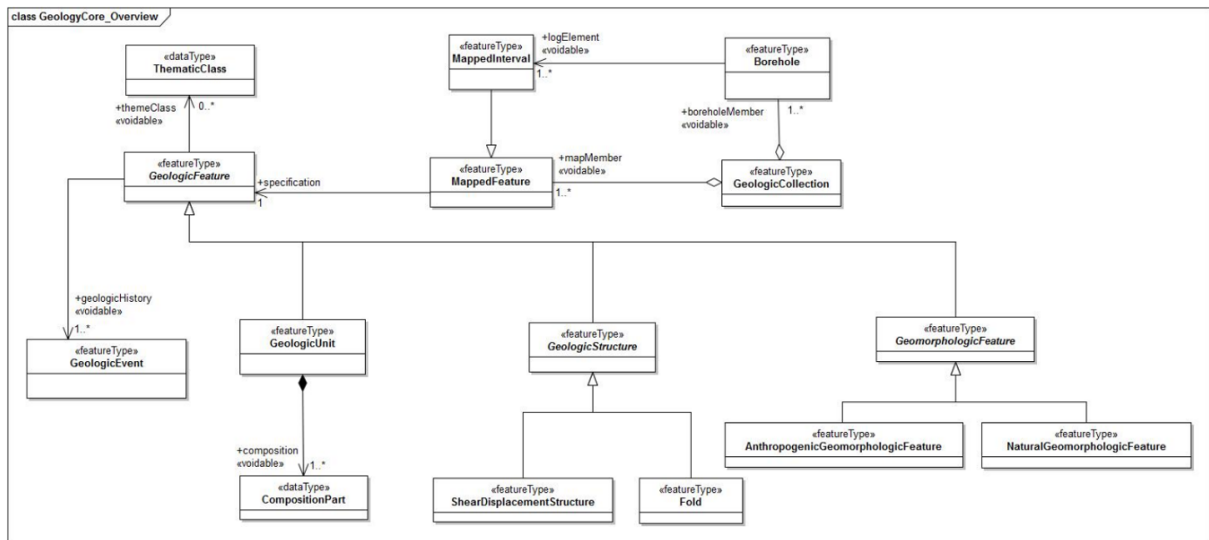 class GeologyCore_Overview
«dataType»
ThematicClass
+themeClass
«voidable»
0..*
«featureType»
GeologicFeature
+logElement
«voidable»
1..*
«featureType»
MappedInterval
«featureType»
Borehole
+boreholeMember
«voidable»
1..*
+mapMember
«voidable»
1..*
«featureType»
MappedFeature
«featureType»
GeologicCollection
+specification
1
+geologicHistory
«voidable»
1..*
«featureType»
GeologicEvent
«featureType»
GeologicUnit
+composition
«voidable»
1..*
«dataType»
CompositionPart
«featureType»
GeologicStructure
«featureType»
ShearDisplacementStructure
«featureType»
Fold
«featureType»
GeomorphologicFeature
«featureType»
AnthropogenicGeomorphologicFeature
«featureType»
NaturalGeomorphologicFeature